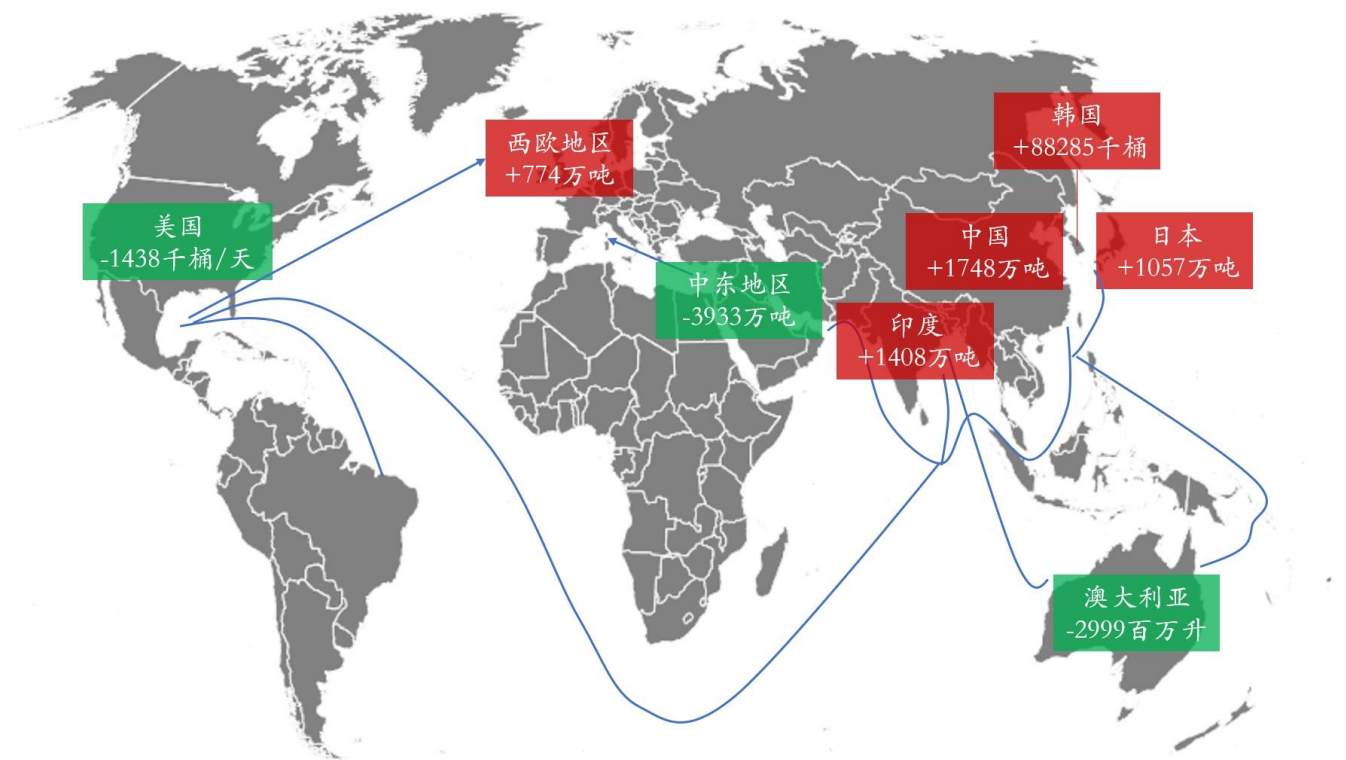 韩国
+88285千桶
西欧地区
+774万吨
美国
-1438千桶/天
中国
+1748万吨
日本
+1057万吨
中东地区
-3933万吨
印度
+1408万吨
澳大利亚
-2999百万升